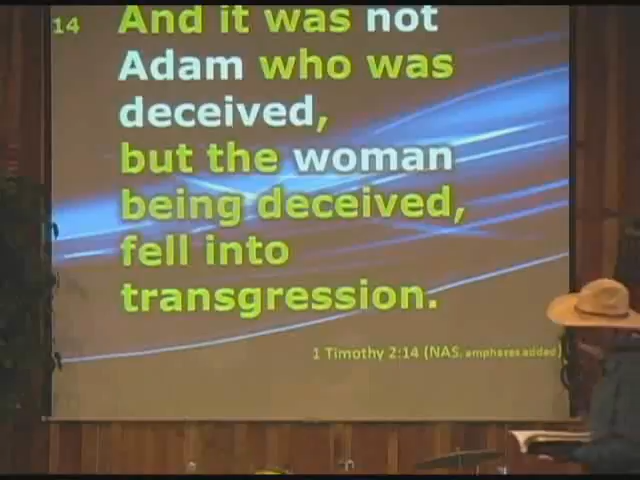 14 And it was not
Adam who was
deceived,
but the woman
being deceived,
fell into
transgression.
1 Timothy 2:14 (NAS, emphases added)